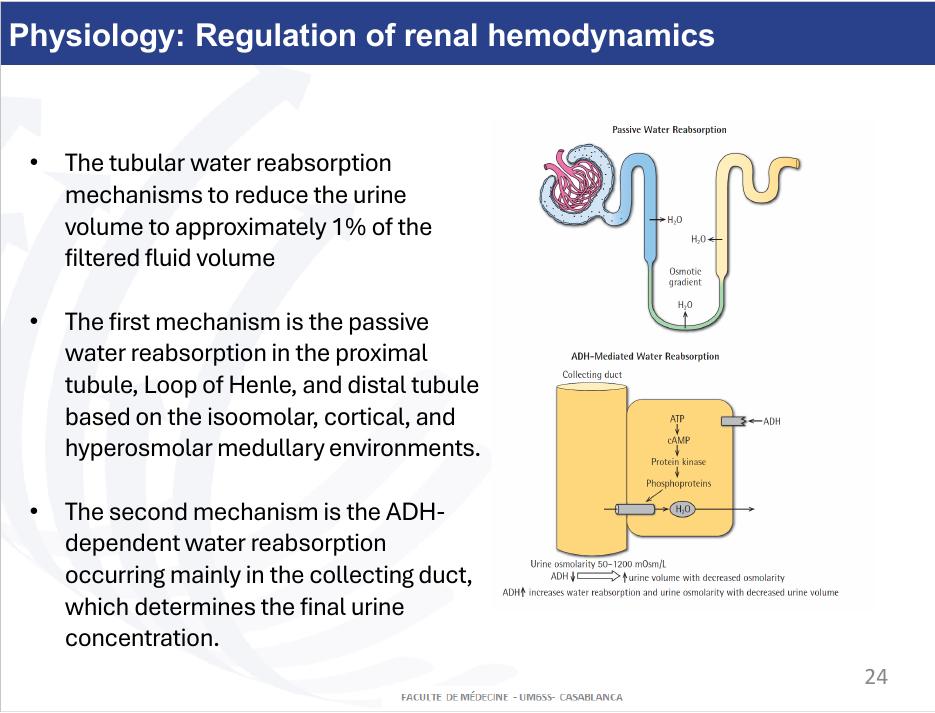 Physiology: Regulation of renal hemodynamics
• The tubular water reabsorption
mechanisms to reduce the urine
volume to approximately 1% of the
filtered fluid volume
• The first mechanism is the passive
water reabsorption in the proximal
tubule, Loop of Henle, and distal tubule
based on the isoomolar, cortical, and
hyperosmolar medullary environments.
• The second mechanism is the ADH-
dependent water reabsorption
occurring mainly in the collecting duct,
which determines the final urine
concentration.
Passive Water Reabsorption
H₂O
H₂O
Osmotic
gradient
H₂O
ADH-Mediated Water Reabsorption
Collecting duct
ATP
ADH
cAMP
Protein kinase
Phosphoproteins
H₂O
Urine osmolarity 50–1200 mOsm/L
ADH↓ ⇒ ↑urine volume with decreased osmolarity
ADH↑ increases water reabsorption and urine osmolarity with decreased urine volume
24
FACULTE DE MÉDECINE - UM6SS- CASABLANCA